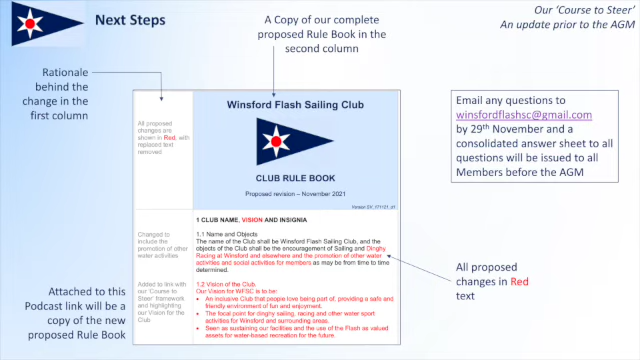 Next Steps
Our 'Course to Steer'
An update prior to the AGM
A Copy of our complete
proposed Rule Book in the
second column
Rationale
behind the
change in the
first column
All proposed
changes are
shown in Red, with
replaced text
removed
Winsford Flash Sailing Club
CLUB RULE BOOK
Proposed revision – November 2021
Email any questions to
winsfordflashsc@gmail.com
by 29th November and a
consolidated answer sheet to all
questions will be issued to all
Members before the AGM
Changed to
include the
promotion of other
water activities
1 CLUB NAME, VISION AND INSIGNIA
1.1 Name and Objects
The name of the Club shall be Winsford Flash Sailing Club, and the
objects of the Club shall be the encouragement of Sailing and Dinghy
Racing at Winsford and elsewhere and the promotion of other water
activities and social activities for members as may be from time to time
determined.
Added to link with
our 'Course to
Steer' framework
and highlighting
our Vision for the
Club
1.2 Vision of the Club.
Our Vision for WFSC is to be:
• An inclusive Club that people love being part of, providing a safe and
friendly environment of fun and enjoyment.
• The focal point for dinghy sailing, racing and other water-sport
activities for Winsford and surrounding areas.
• Seen as sustaining our facilities and the use of the Flash as valued
assets for water-based recreation for the future.
All proposed
changes in Red
text
Attached to this
Podcast link will be a
copy of the new
proposed Rule Book